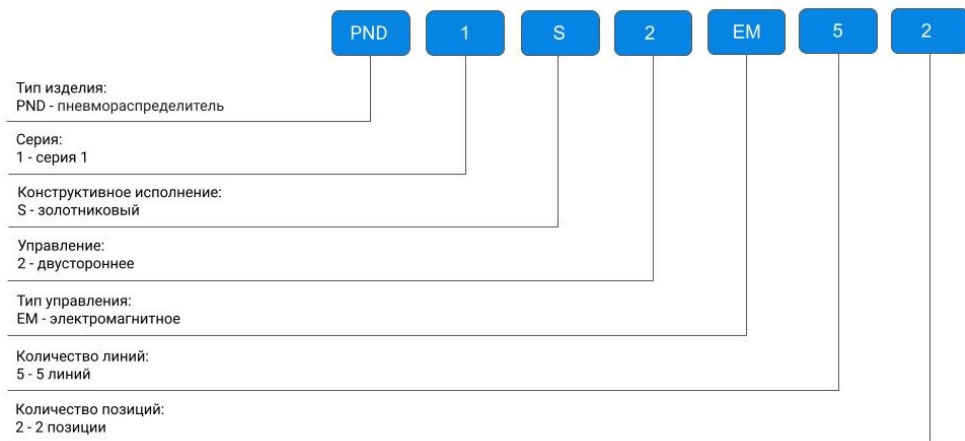 PND 1 S 2 EM 5 2
Тип изделия:
PND - пневмораспределитель
Серия:
1 - серия 1
Конструктивное исполнение:
S - золотниковый
Управление:
2 - двустороннее
Тип управления:
EM - электромагнитное
Количество линий:
5 - 5 линий
Количество позиций:
2 - 2 позиции